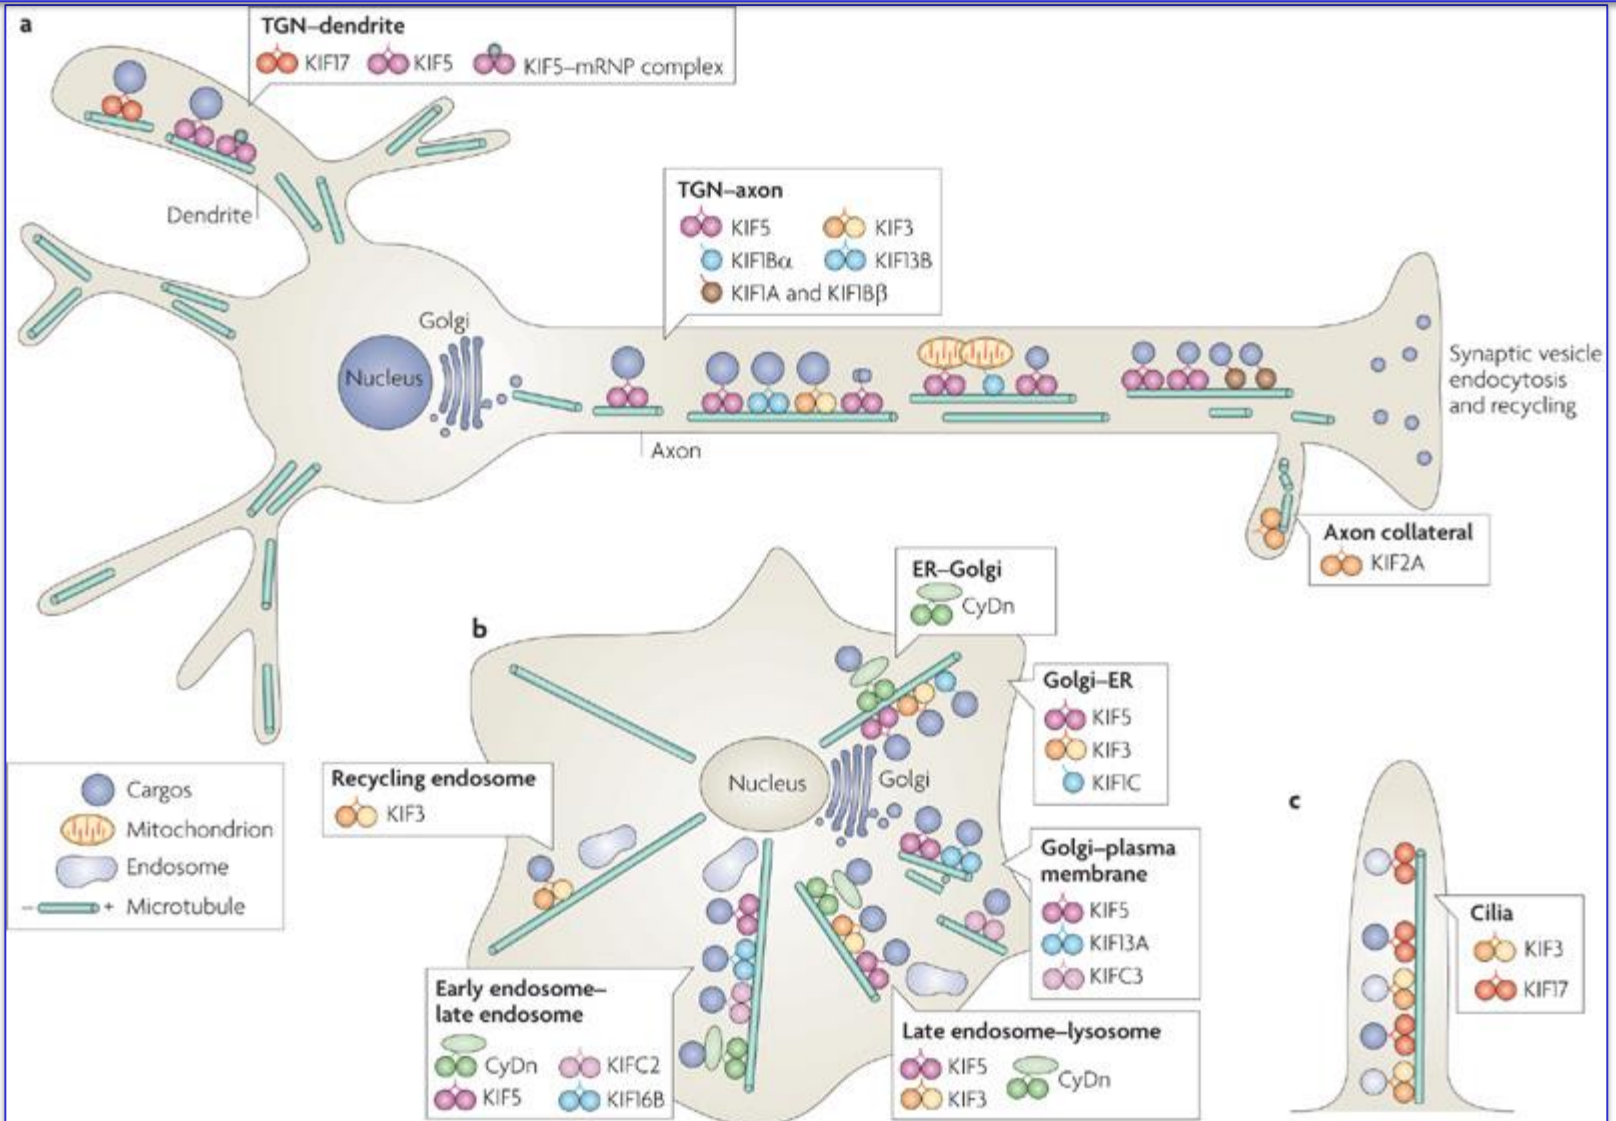 a
TGN–dendrite
KIF17 KIF5 KIF5–mRNP complex
Dendrite
TGN–axon
KIF5 KIF3
KIF1Bα KIF13B
KIF1A and KIF1Bβ
Golgi
Nucleus
Axon
Synaptic vesicle
endocytosis
and recycling
Axon collateral
KIF2A
b
ER–Golgi
CyDn
Golgi–ER
KIF5
KIF3
KIF1C
Nucleus
Golgi
Recycling endosome
KIF3
Cargos
Mitochondrion
Endosome
– + Microtubule
Golgi–plasma
membrane
KIF5
KIF13A
KIFC3
Early endosome–
late endosome
CyDn KIFC2
KIF5 KIF16B
Late endosome–lysosome
KIF5 CyDn
KIF3
c
Cilia
KIF3
KIF17